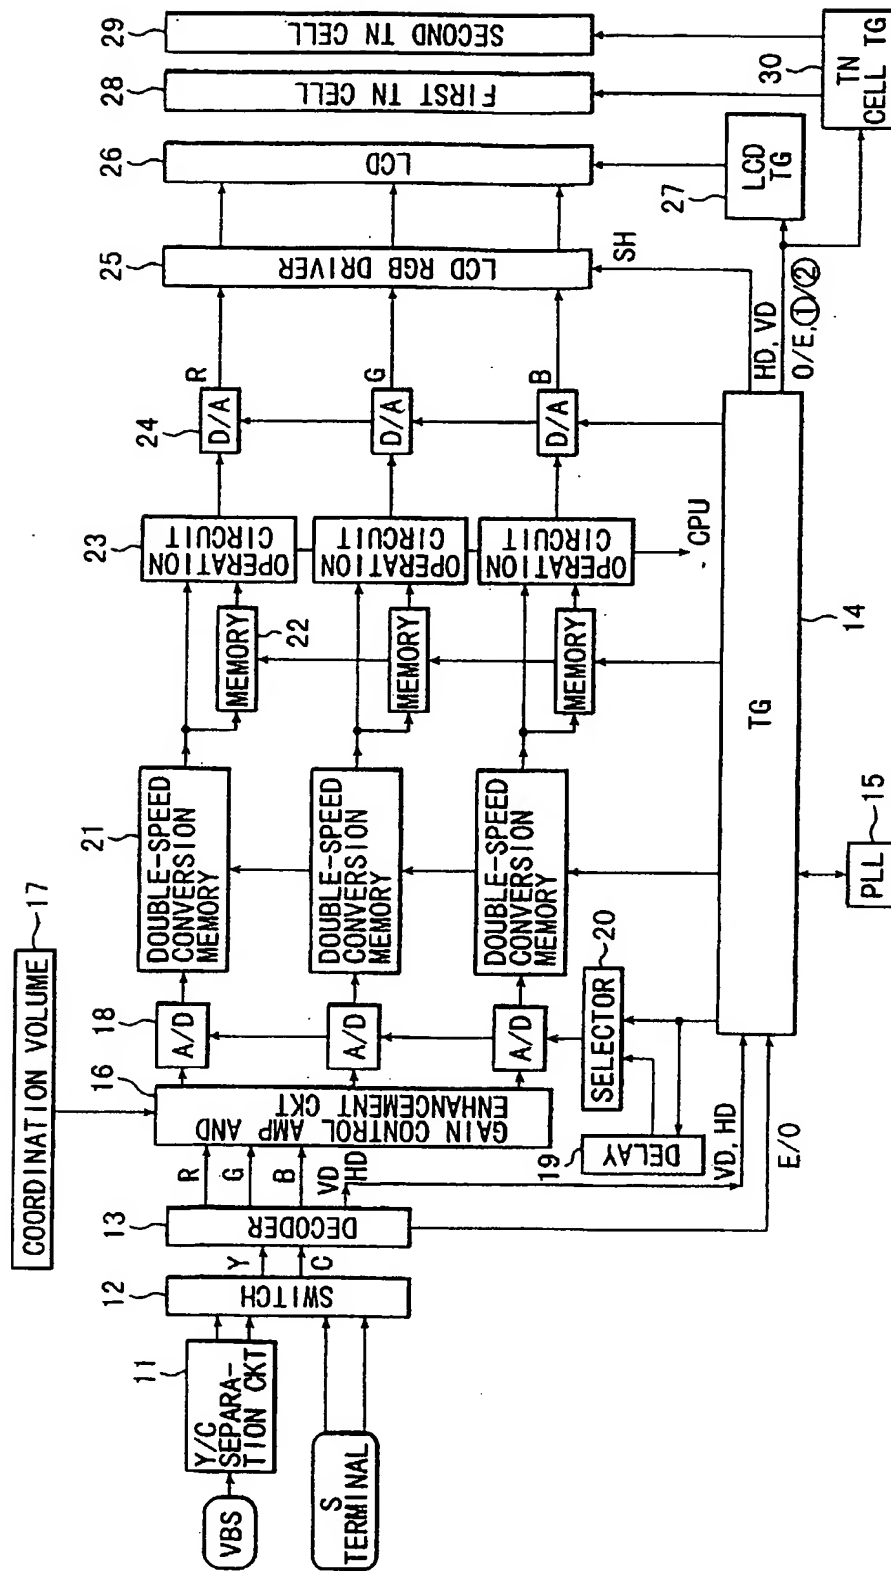 COORDINATION VOLUME
17
VBS
Y/C
SEPARA-
TION CKT
11
S
TERMINAL
SWITCH
12
Y
C
DECODER
13
R
G
B
VD
HD
GAIN CONTROL AMP AND
ENHANCEMENT CKT
16
A/D
18
A/D
A/D
DELAY
19
SELECTOR
20
VD, HD
E/O
DOUBLE-SPEED
CONVERSION
MEMORY
21
DOUBLE-SPEED
CONVERSION
MEMORY
DOUBLE-SPEED
CONVERSION
MEMORY
MEMORY
22
MEMORY
MEMORY
OPERATION
CIRCUIT
23
OPERATION
CIRCUIT
OPERATION
CIRCUIT
CPU
D/A
24
D/A
D/A
R
G
B
TG
14
PLL
15
LCD RGB DRIVER
25
SH
HD, VD
O/E, ①/②
LCD
26
LCD
TG
27
FIRST TN CELL
28
SECOND TN CELL
29
TN
CELL TG
30